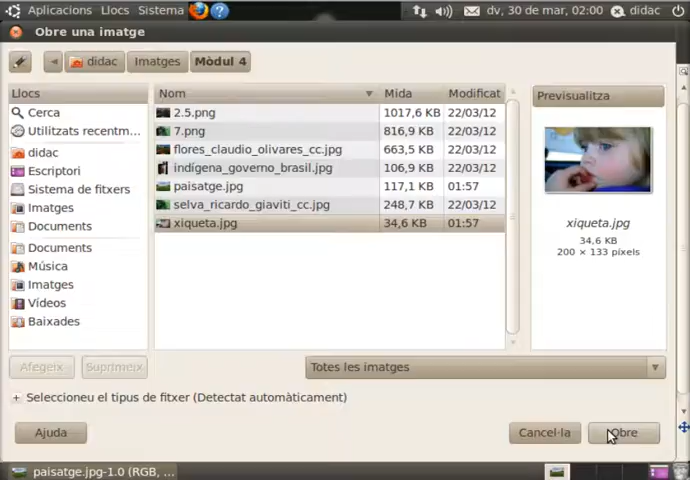 Aplicacions Llocs Sistema dv, 30 de mar, 02:00 didac
Obre una imatge
didac Imatges Mòdul 4
Llocs
Cerca
Utilitzats recentm...
didac
Escriptori
Sistema de fitxers
Imatges
Documents
Documents
Música
Imatges
Vídeos
Baixades
Nom Mida Modificat
2.5.png 1017,6 KB 22/03/12
7.png 816,9 KB 22/03/12
flores_claudio_olivares_cc.jpg 663,5 KB 22/03/12
indígena_governo_brasil.jpg 106,9 KB 22/03/12
paisatge.jpg 117,1 KB 01:57
selva_ricardo_giaviti_cc.jpg 248,7 KB 22/03/12
xiqueta.jpg 34,6 KB 01:57
Previsualitza
xiqueta.jpg
34,6 KB
200 × 133 píxels
Afegeix Suprimeix Totes les imatges
+ Seleccioneu el tipus de fitxer (Detectat automàticament)
Ajuda Cancel·la Obre
paisatge.jpg-1.0 (RGB, ...